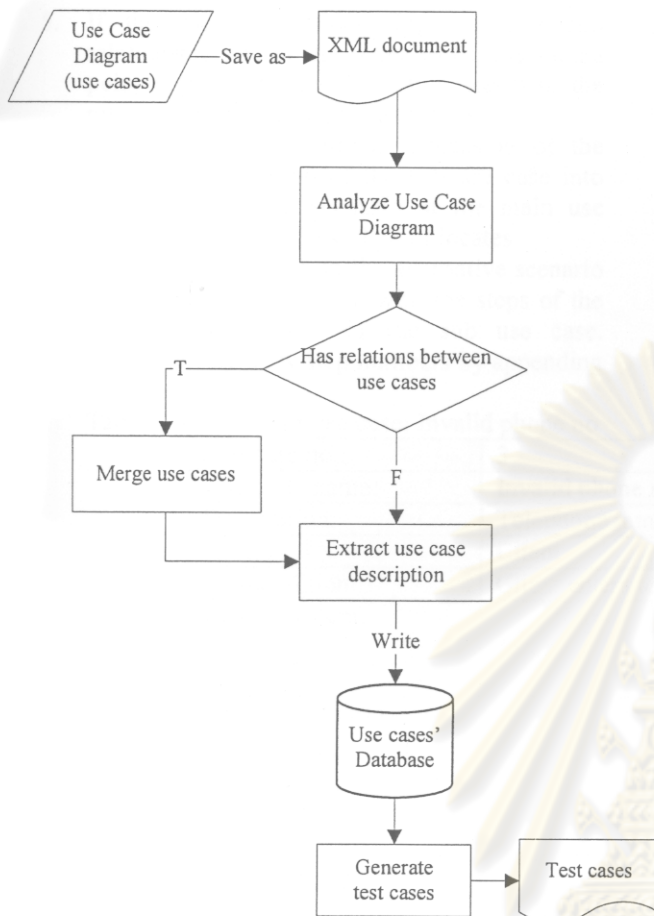 Use Case
Diagram
(use cases)
Save as
XML document
Analyze Use Case
Diagram
Has relations between
use cases
T
Merge use cases
F
Extract use case
description
Write
Use cases’
Database
Generate
test cases
Test cases